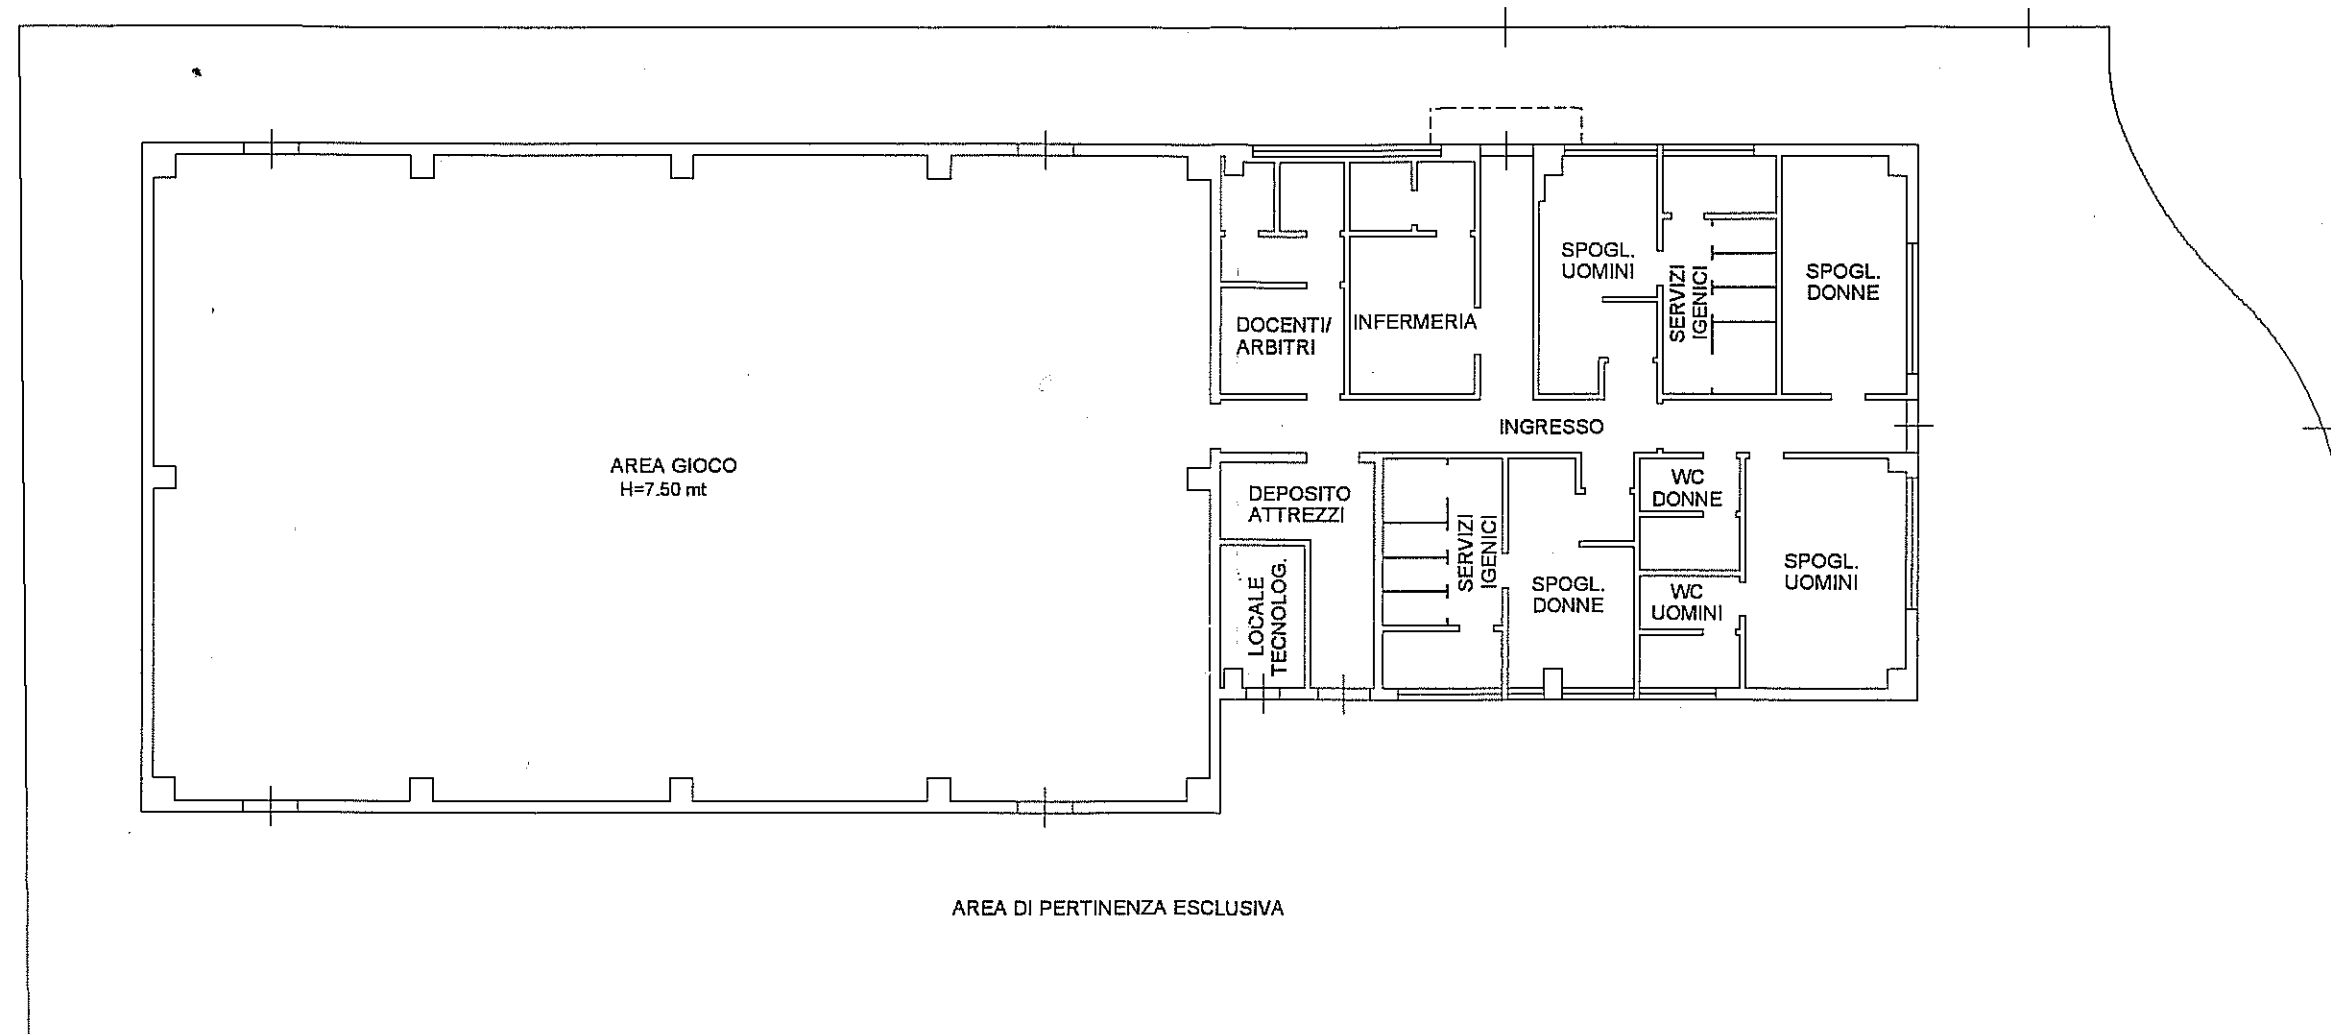 SPOGL.
UOMINI
SERVIZI
IGENICI
SPOGL.
DONNE
DOCENTI/
ARBITRI
INFERMERIA
INGRESSO
AREA GIOCO
H=7.50 mt
DEPOSITO
ATTREZZI
SERVIZI
IGENICI
WC
DONNE
LOCALE
TECNOLOG.
SPOGL.
DONNE
WC
UOMINI
SPOGL.
UOMINI
AREA DI PERTINENZA ESCLUSIVA